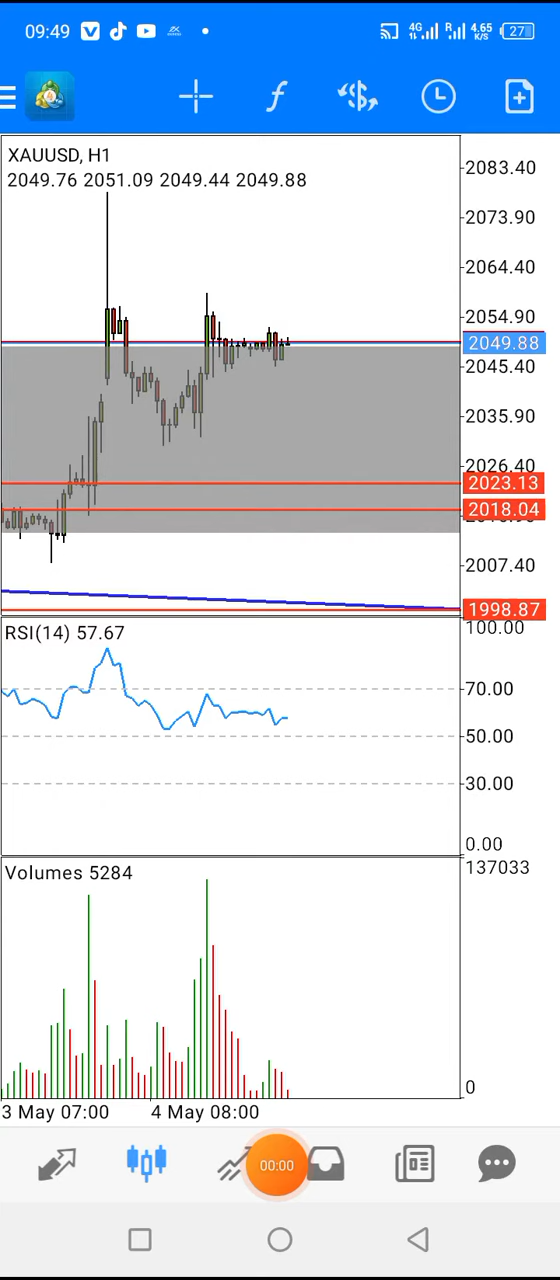 09:49
4G
R
4.65
K/S
27
XAUUSD, H1
2049.76 2051.09 2049.44 2049.88
2083.40
2073.90
2064.40
2054.90
2049.88
2045.40
2035.90
2026.40
2023.13
2018.04
2007.40
1998.87
RSI(14) 57.67
100.00
70.00
50.00
30.00
0.00
Volumes 5284
137033
0
3 May 07:00
4 May 08:00
00:00